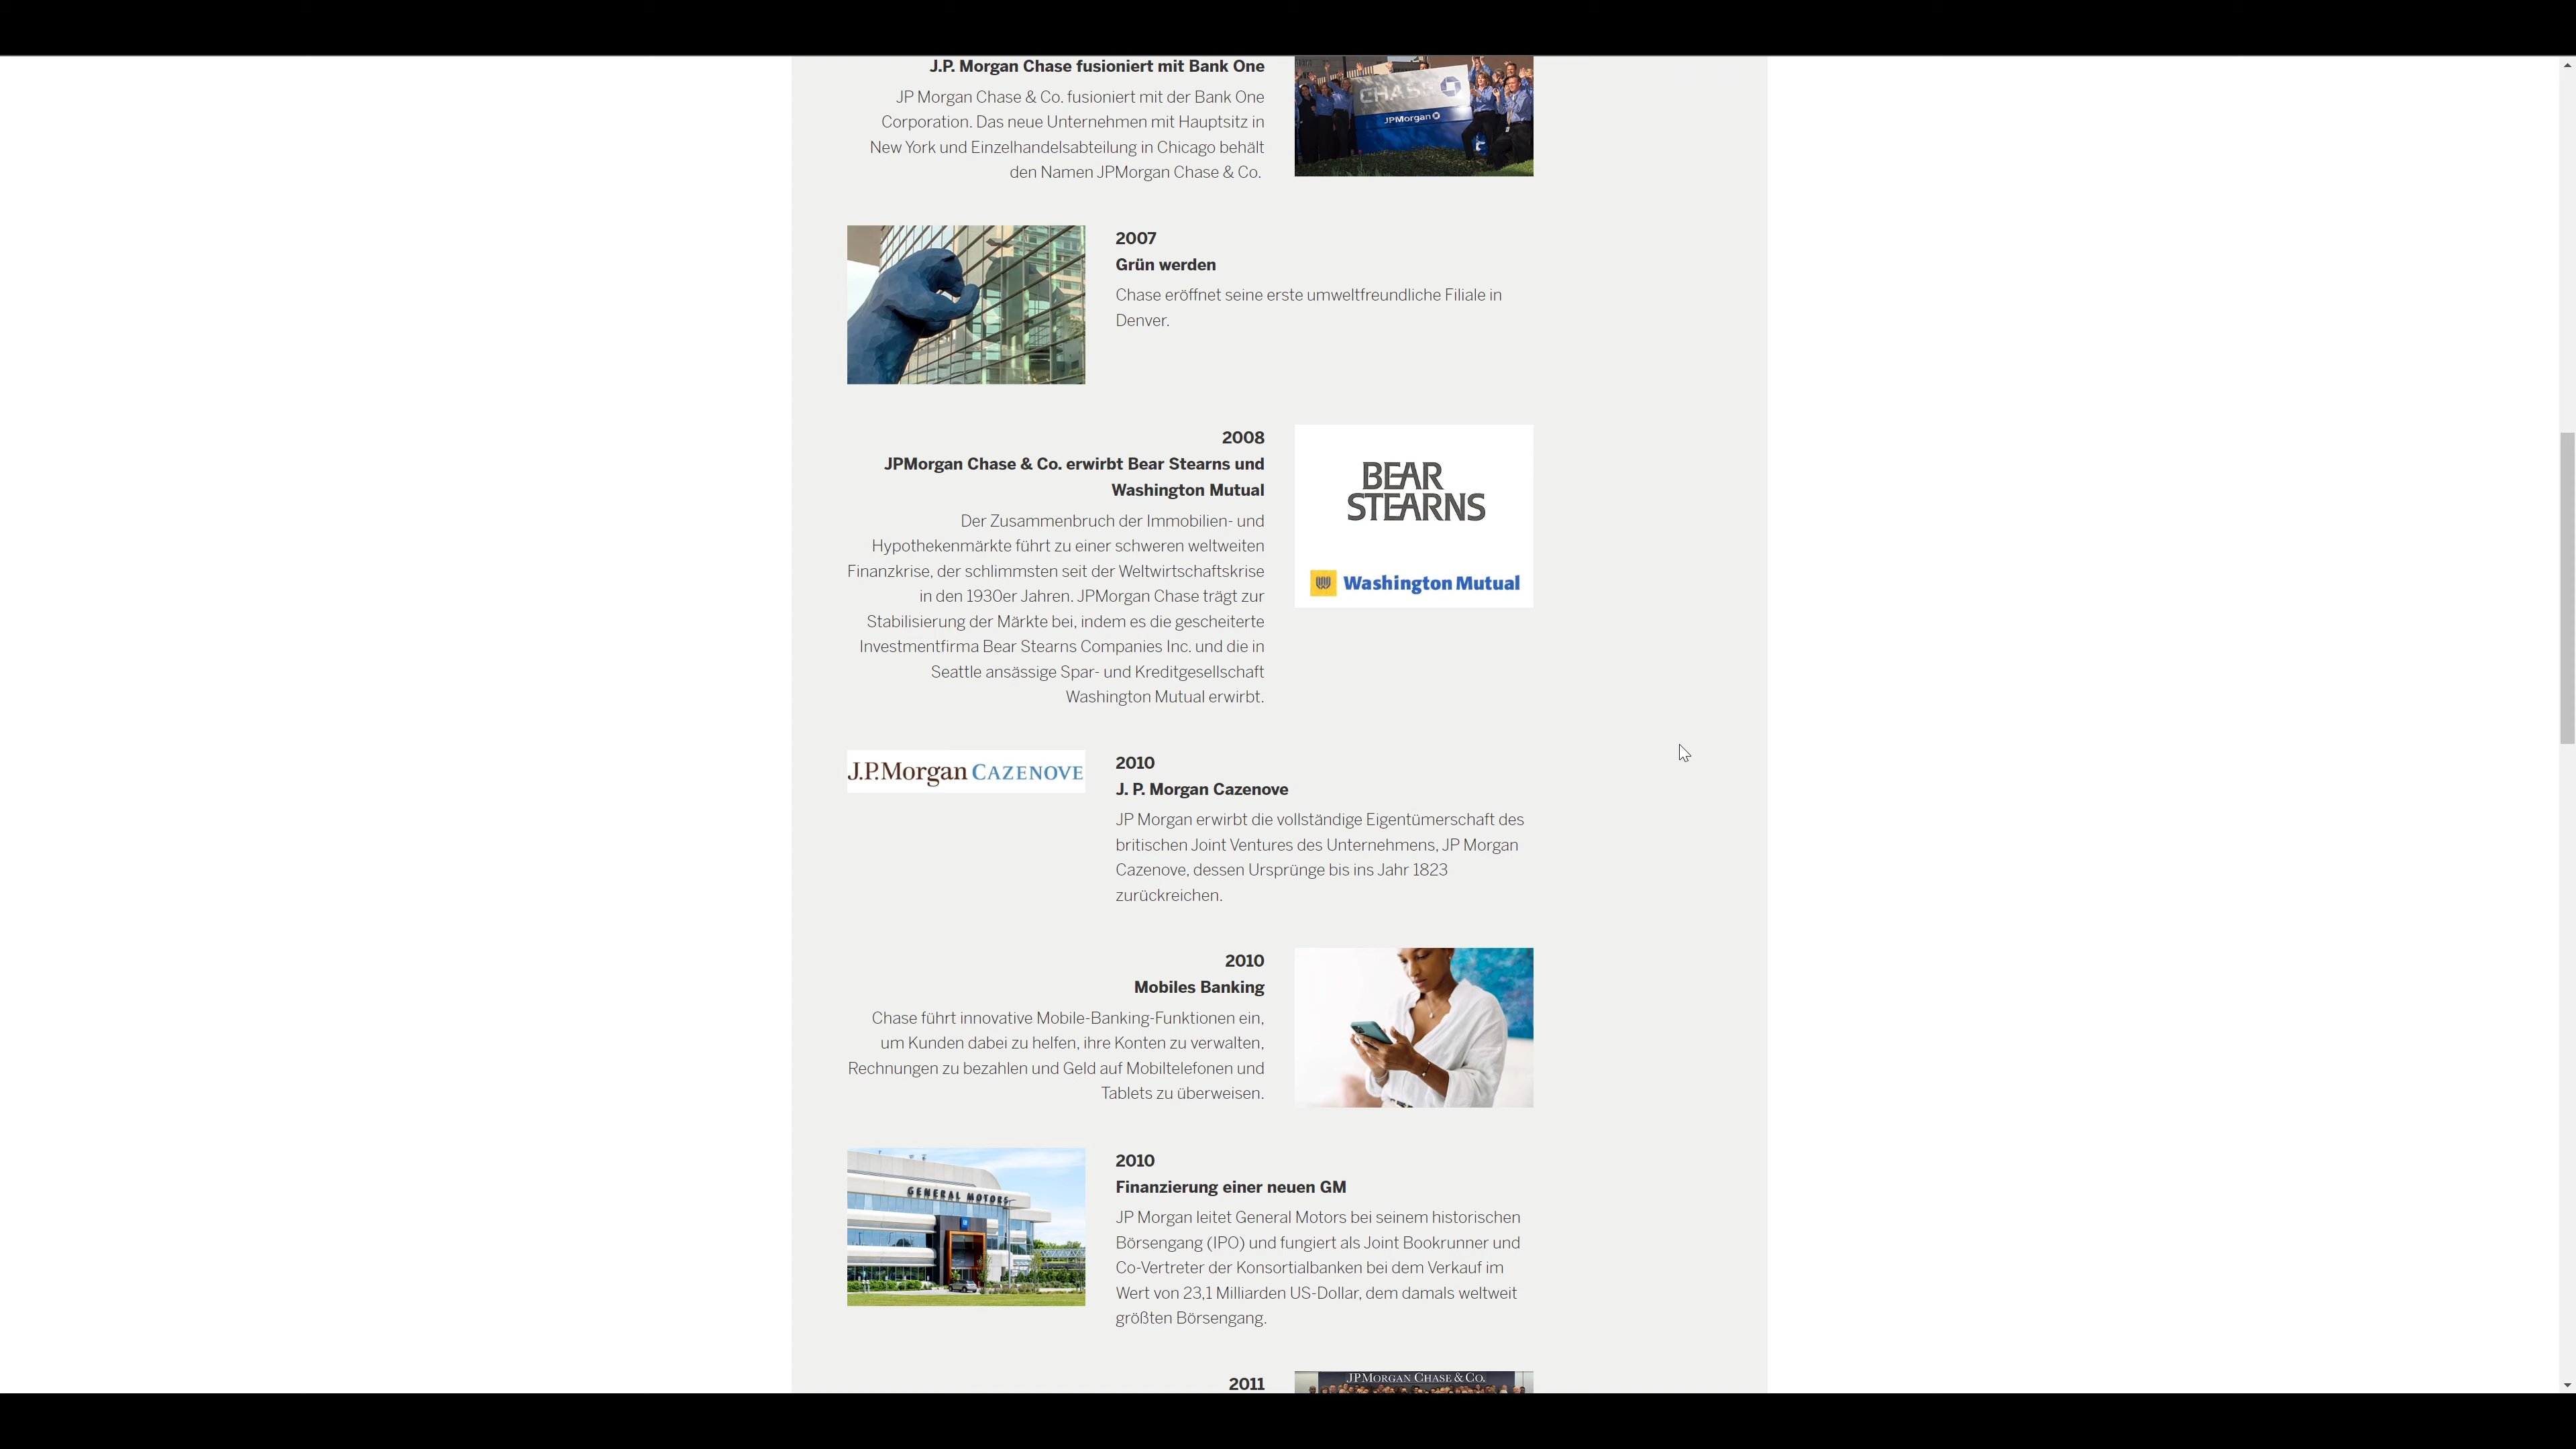 J.P. Morgan Chase fusioniert mit Bank One
JP Morgan Chase & Co. fusioniert mit der Bank One
Corporation. Das neue Unternehmen mit Hauptsitz in
New York und Einzelhandelsabteilung in Chicago behält
den Namen JPMorgan Chase & Co.
CHASE
JPMorgan
2007
Grün werden
Chase eröffnet seine erste umweltfreundliche Filiale in
Denver.
2008
JPMorgan Chase & Co. erwirbt Bear Stearns und
Washington Mutual
Der Zusammenbruch der Immobilien- und
Hypothekenmärkte führt zu einer schweren weltweiten
Finanzkrise, der schlimmsten seit der Weltwirtschaftskrise
in den 1930er Jahren. JPMorgan Chase trägt zur
Stabilisierung der Märkte bei, indem es die gescheiterte
Investmentfirma Bear Stearns Companies Inc. und die in
Seattle ansässige Spar- und Kreditgesellschaft
Washington Mutual erwirbt.
BEAR
STEARNS
Washington Mutual
J.P.Morgan CAZENOVE
2010
J. P. Morgan Cazenove
JP Morgan erwirbt die vollständige Eigentümerschaft des
britischen Joint Ventures des Unternehmens, JP Morgan
Cazenove, dessen Ursprünge bis ins Jahr 1823
zurückreichen.
2010
Mobiles Banking
Chase führt innovative Mobile-Banking-Funktionen ein,
um Kunden dabei zu helfen, ihre Konten zu verwalten,
Rechnungen zu bezahlen und Geld auf Mobiltelefonen und
Tablets zu überweisen.
GENERAL MOTORS
2010
Finanzierung einer neuen GM
JP Morgan leitet General Motors bei seinem historischen
Börsengang (IPO) und fungiert als Joint Bookrunner und
Co-Vertreter der Konsortialbanken bei dem Verkauf im
Wert von 23,1 Milliarden US-Dollar, dem damals weltweit
größten Börsengang.
2011
JPMORGAN CHASE & CO.